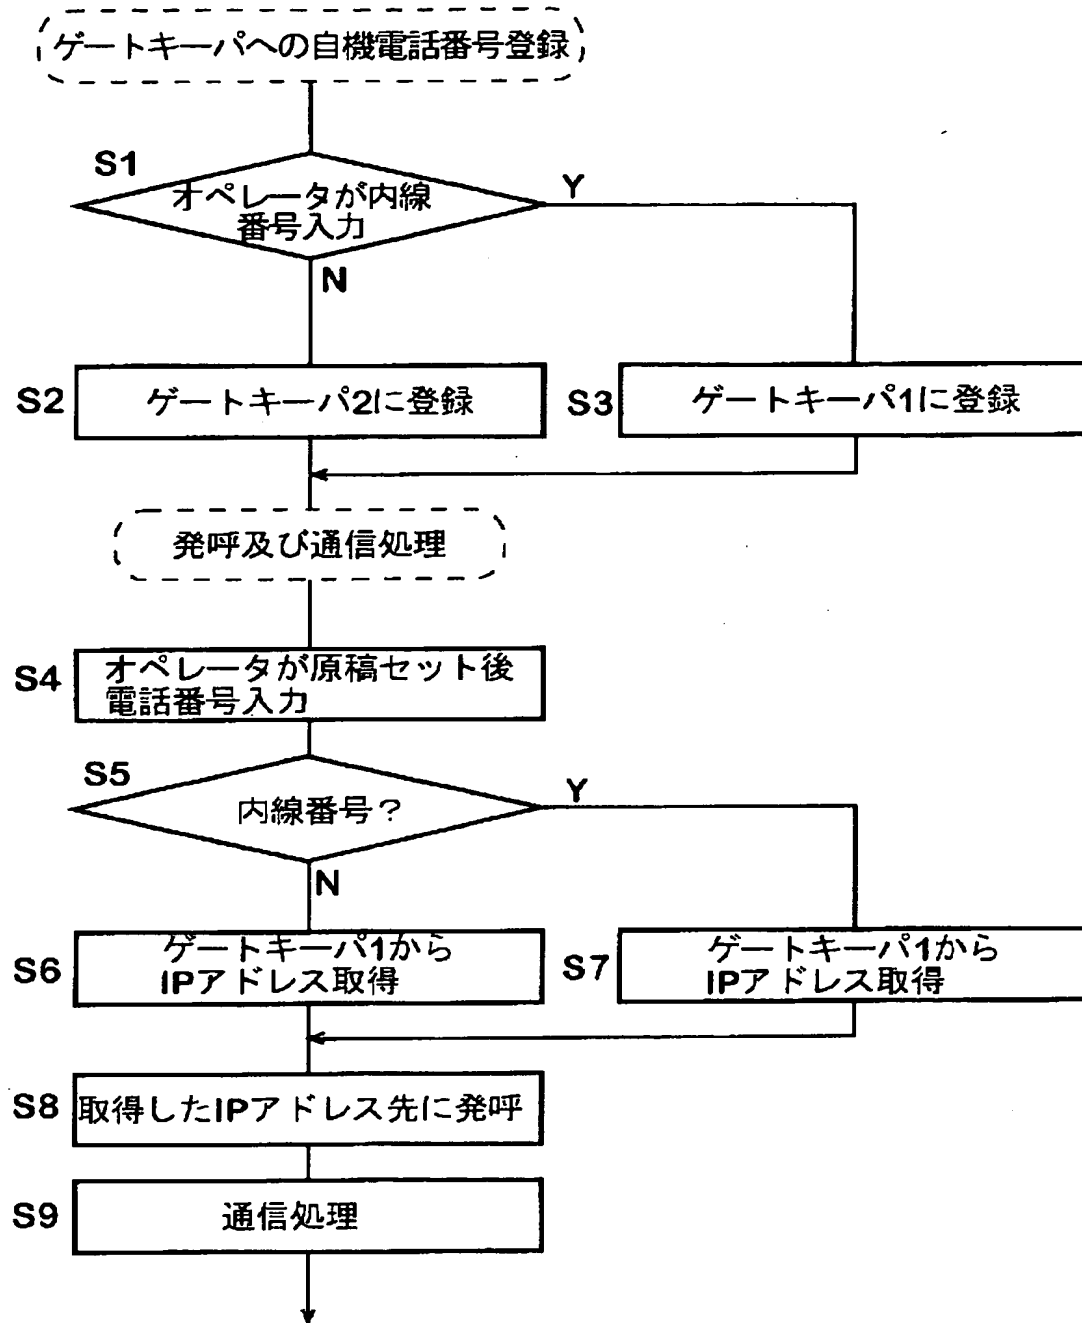 ゲートキーパへの自機電話番号登録
S1
オペレータが内線
番号入力
Y
N
S2
ゲートキーパ2に登録
S3
ゲートキーパ1に登録
発呼及び通信処理
S4
オペレータが原稿セット後
電話番号入力
S5
内線番号？
Y
N
S6
ゲートキーパ1から
IPアドレス取得
S7
ゲートキーパ1から
IPアドレス取得
S8
取得したIPアドレス先に発呼
S9
通信処理